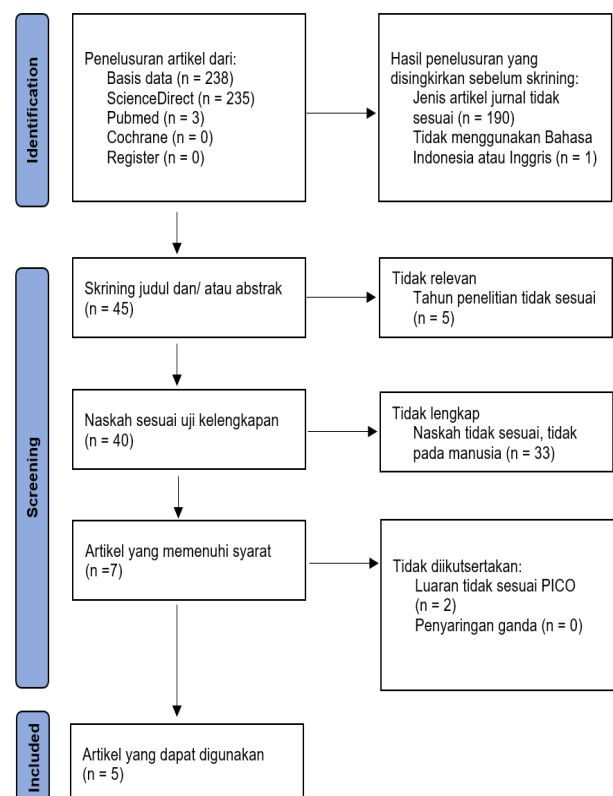 Identification
Penelusuran artikel dari:
Basis data (n = 238)
ScienceDirect (n = 235)
Pubmed (n = 3)
Cochrane (n = 0)
Register (n = 0)
Hasil penelusuran yang
disingkirkan sebelum skrining:
Jenis artikel jurnal tidak
sesuai (n = 190)
Tidak menggunakan Bahasa
Indonesia atau Inggris (n = 1)
Screening
Skrining judul dan/ atau abstrak
(n = 45)
Tidak relevan
Tahun penelitian tidak sesuai
(n = 5)
Naskah sesuai uji kelengkapan
(n = 40)
Tidak lengkap
Naskah tidak sesuai, tidak
pada manusia (n = 33)
Artikel yang memenuhi syarat
(n =7)
Tidak diikutsertakan:
Luaran tidak sesuai PICO
(n = 2)
Penyaringan ganda (n = 0)
Included
Artikel yang dapat digunakan
(n = 5)